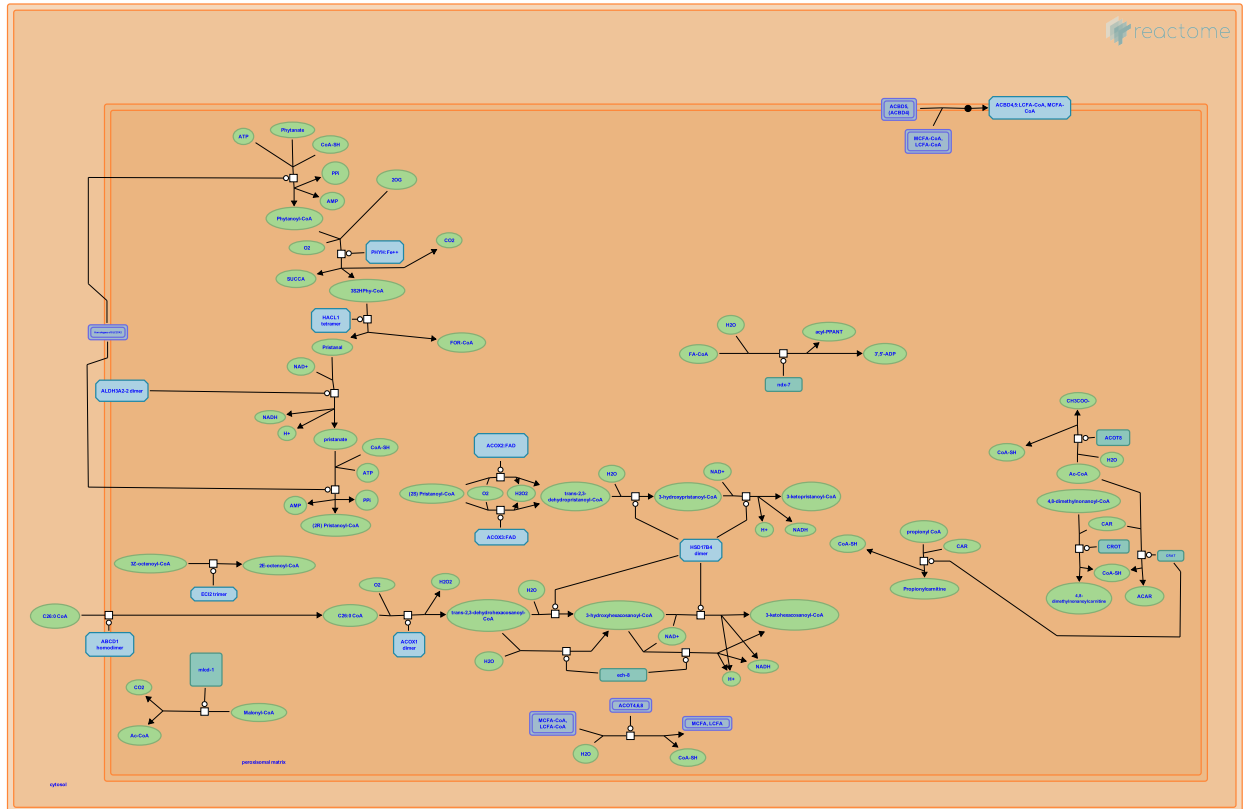 reactome
ACBD5,
(ACBD4)
ACBD4,5:LCFA-CoA, MCFA-
CoA
MCFA-CoA,
LCFA-CoA
ATP
Phytanate
CoA-SH
PPi
AMP
2OG
Phytanoyl-CoA
O2
PHYH:Fe++
CO2
SUCCA
3S2HPhy-CoA
HACL1
tetramer
Pristanal
FOR-CoA
NAD+
ALDH3A2-2 dimer
NADH
H+
pristanate
CoA-SH
ATP
AMP
PPi
(2R) Pristanoyl-CoA
H2O
acyl-PPANT
FA-CoA
3',5'-ADP
ndx-7
CH3COO-
ACOT8
CoA-SH
H2O
Ac-CoA
4,8-dimethylnonanoyl-CoA
CAR
CROT
CROT
CoA-SH
4,8-
dimethylnonanoylcarnitine
ACAR
propionyl CoA
CoA-SH
CAR
Propionylcarnitine
ACOX2:FAD
(2S) Pristanoyl-CoA
O2
H2O2
ACOX3:FAD
trans-2,3-
dehydropristanoyl-CoA
H2O
3-hydroxypristanoyl-CoA
NAD+
3-ketopristanoyl-CoA
H+
NADH
HSD17B4
dimer
3Z-octenoyl-CoA
2E-octenoyl-CoA
ECI2 trimer
C26:0 CoA
ABCD1
homodimer
C26:0 CoA
O2
H2O2
ACOX1
dimer
trans-2,3-dehydrohexacosanoyl-
CoA
H2O
3-hydroxyhexacosanoyl-CoA
3-ketohexacosanoyl-CoA
NAD+
H2O
ech-8
NADH
H+
mlcd-1
CO2
Malonyl-CoA
Ac-CoA
MCFA-CoA,
LCFA-CoA
ACOT4,6,8
MCFA, LCFA
H2O
CoA-SH
peroxisomal matrix
cytosol